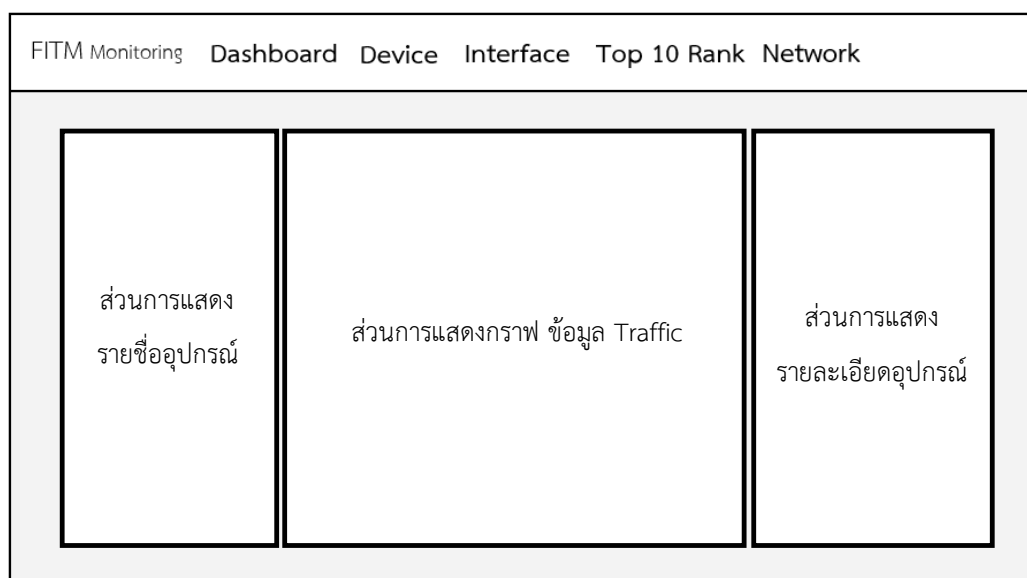 FITM Monitoring Dashboard Device Interface Top 10 Rank Network
ส่วนการแสดง
รายชื่ออุปกรณ์
ส่วนการแสดงกราฟ ข้อมูล Traffic
ส่วนการแสดง
รายละเอียดอุปกรณ์